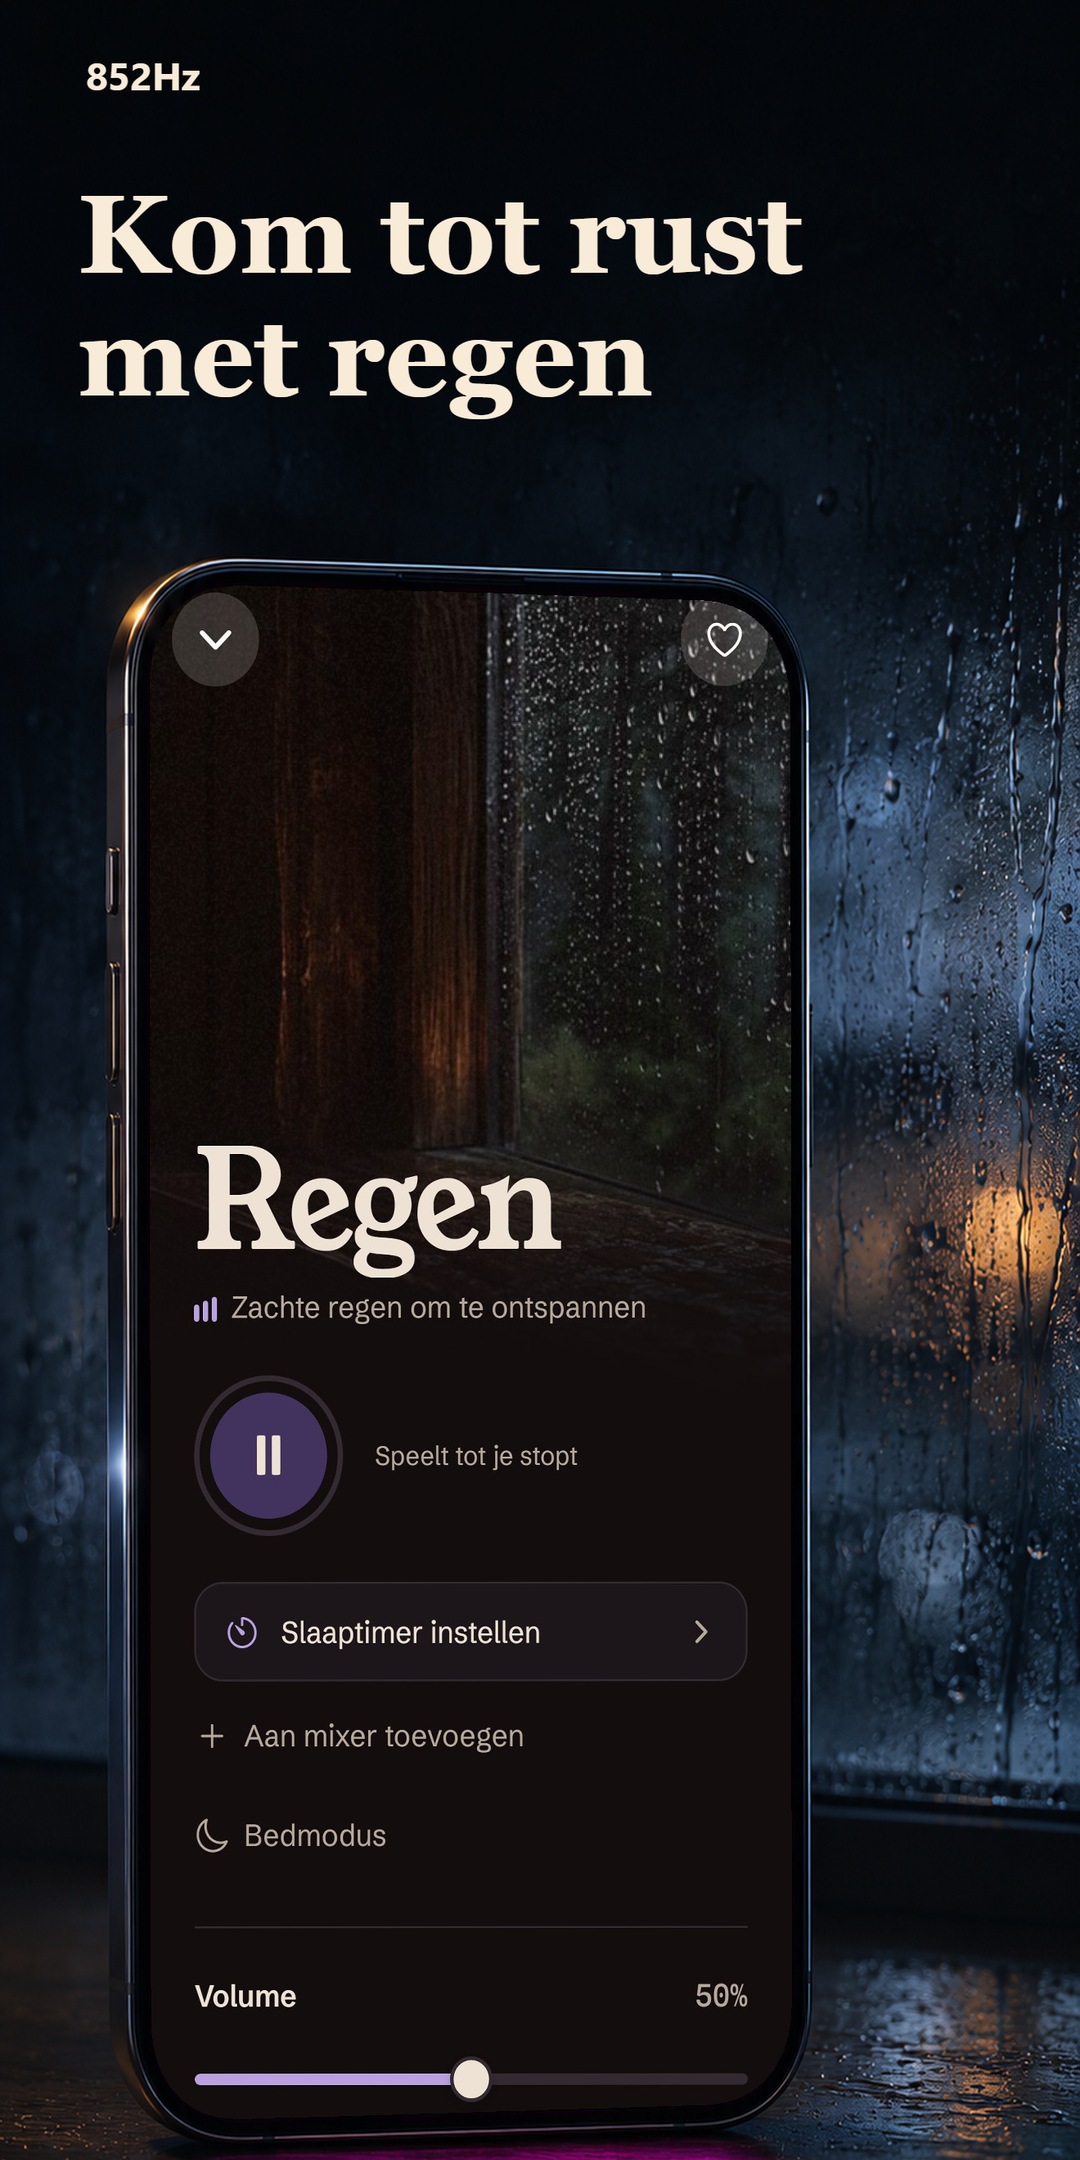 852Hz
Kom tot rust
met regen
Regen
Zachte regen om te ontspannen
Speelt tot je stopt
Slaaptimer instellen
Aan mixer toevoegen
Bedmodus
Volume
50%